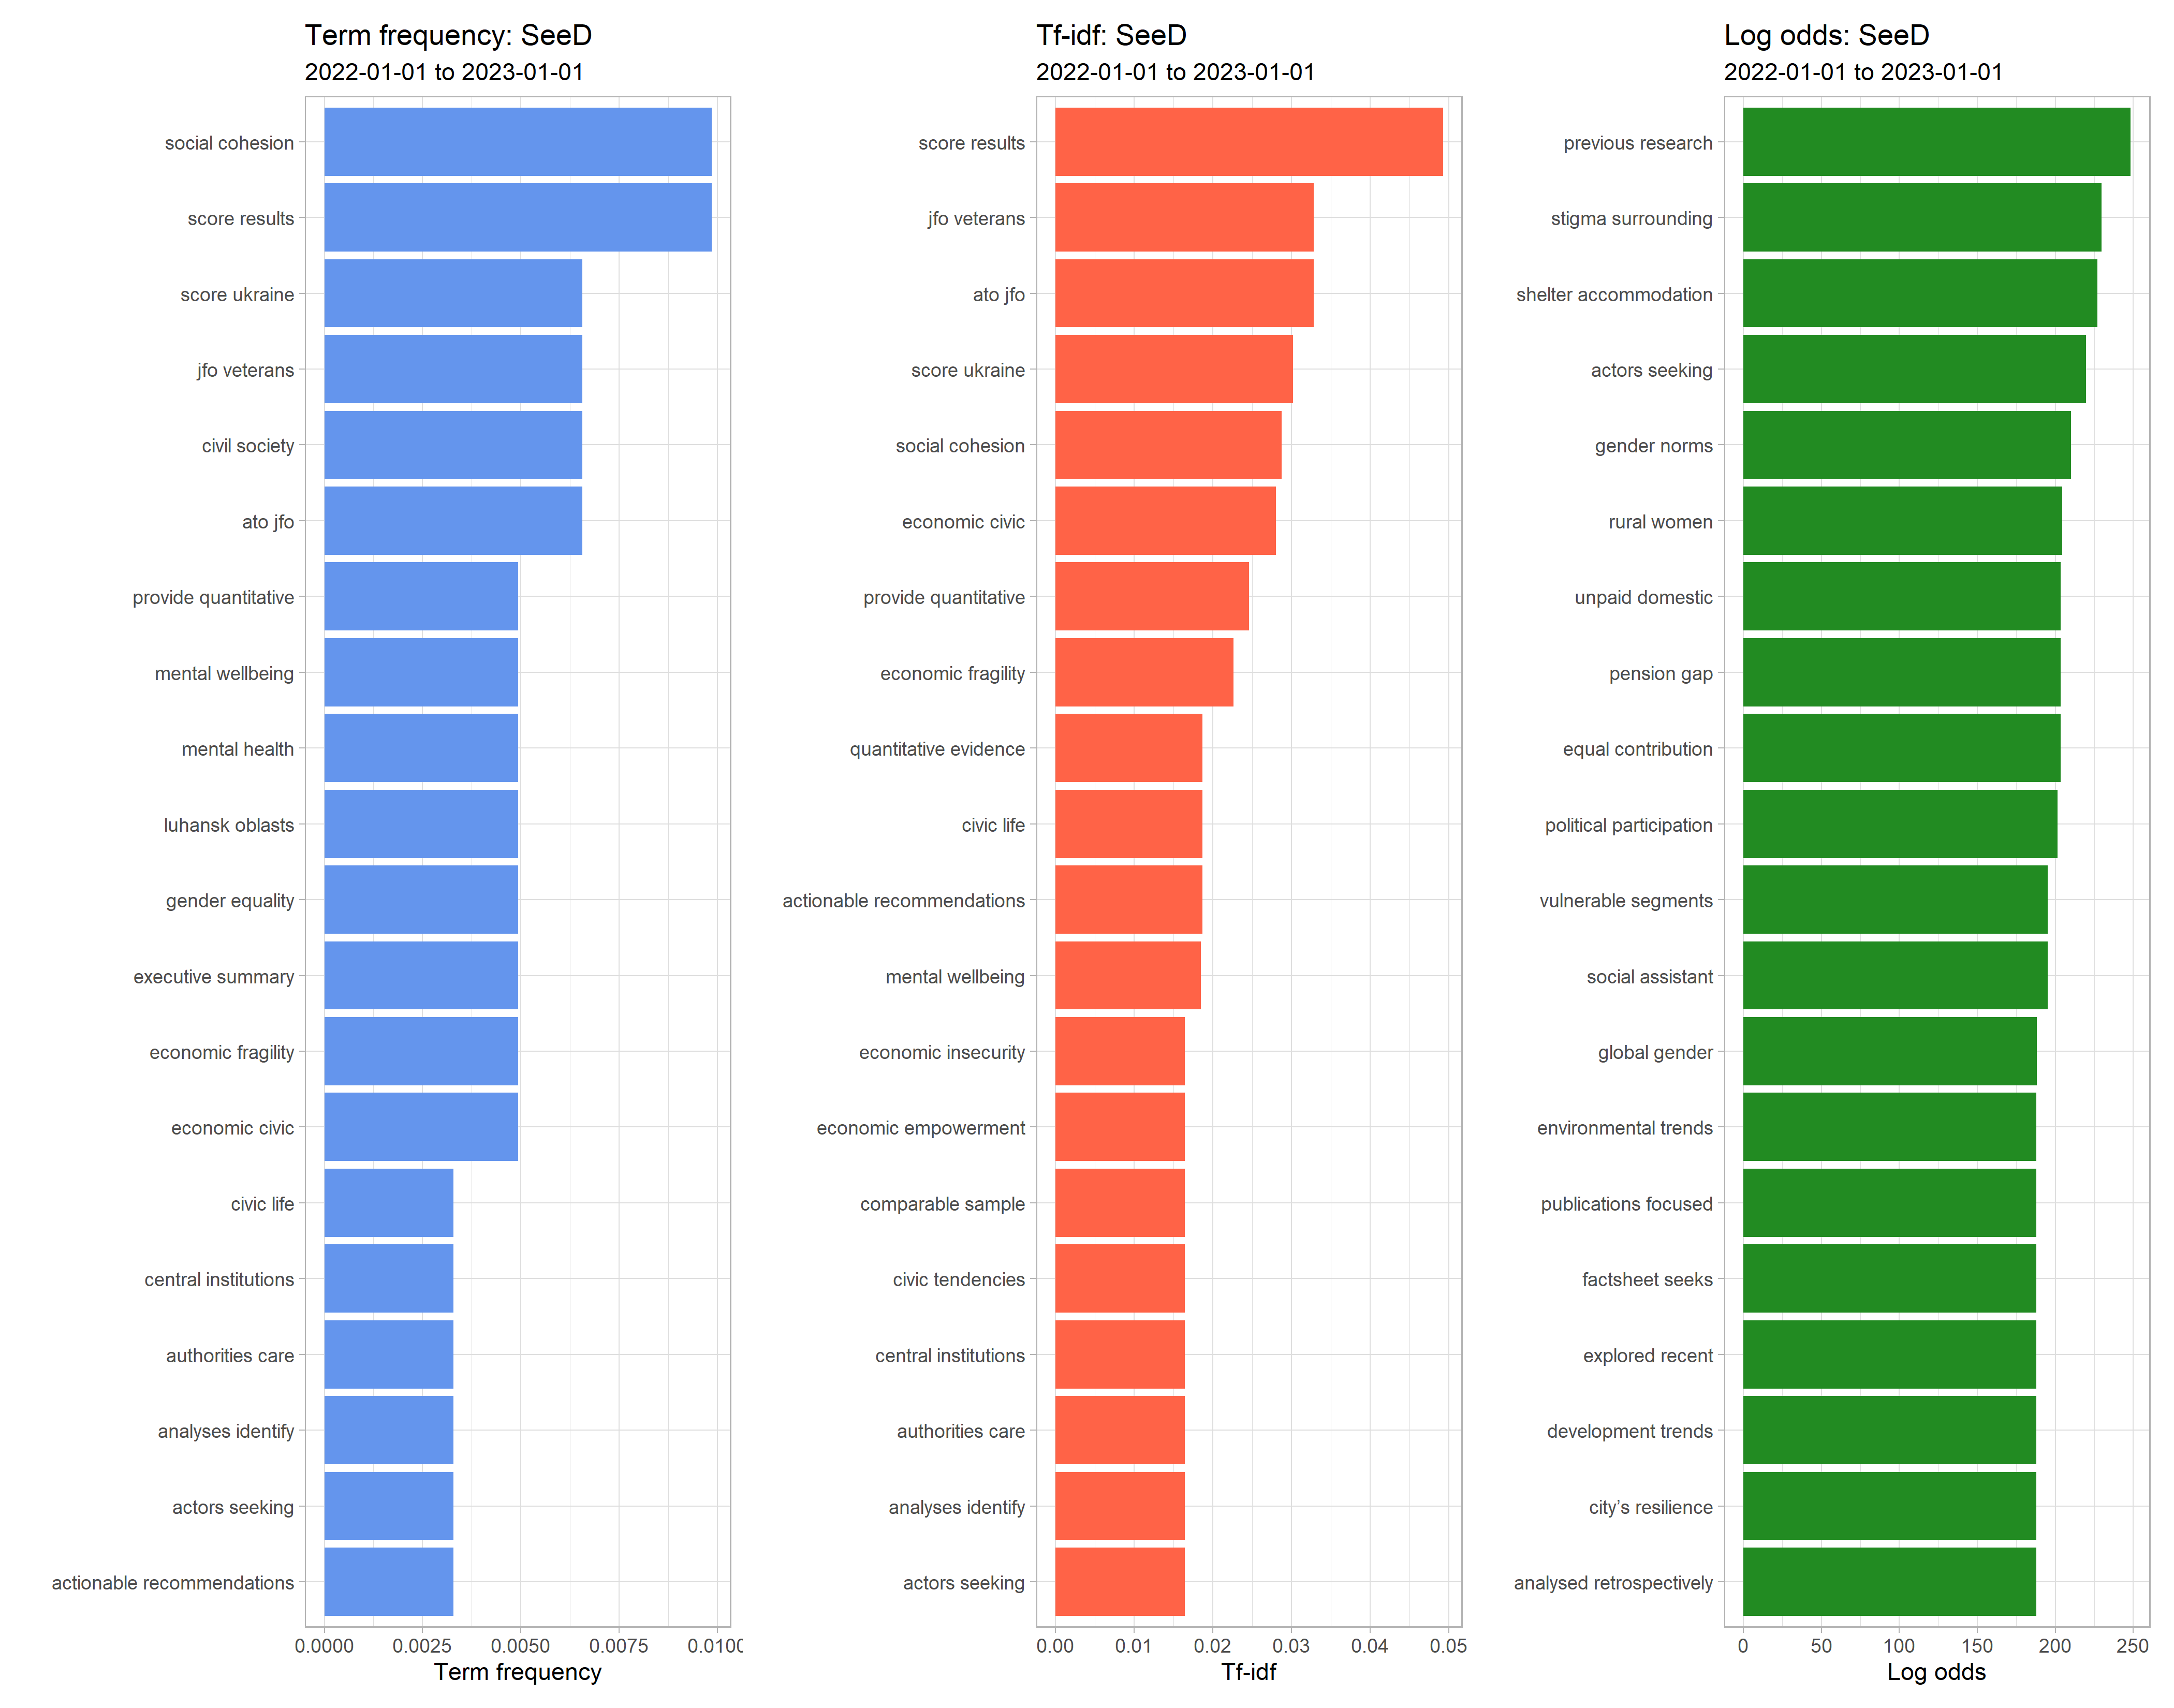 Term frequency: SeeD
2022-01-01 to 2023-01-01
social cohesion
score results
score ukraine
jfo veterans
civil society
ato jfo
provide quantitative
mental wellbeing
mental health
luhansk oblasts
gender equality
executive summary
economic fragility
economic civic
civic life
central institutions
authorities care
analyses identify
actors seeking
actionable recommendations
0.0000 0.0025 0.0050 0.0075 0.0100
Term frequency
Tf-idf: SeeD
2022-01-01 to 2023-01-01
score results
jfo veterans
ato jfo
score ukraine
social cohesion
economic civic
provide quantitative
economic fragility
quantitative evidence
civic life
actionable recommendations
mental wellbeing
economic insecurity
economic empowerment
comparable sample
civic tendencies
central institutions
authorities care
analyses identify
actors seeking
0.00 0.01 0.02 0.03 0.04 0.05
Tf-idf
Log odds: SeeD
2022-01-01 to 2023-01-01
previous research
stigma surrounding
shelter accommodation
actors seeking
gender norms
rural women
unpaid domestic
pension gap
equal contribution
political participation
vulnerable segments
social assistant
global gender
environmental trends
publications focused
factsheet seeks
explored recent
development trends
city’s resilience
analysed retrospectively
0 50 100 150 200 250
Log odds